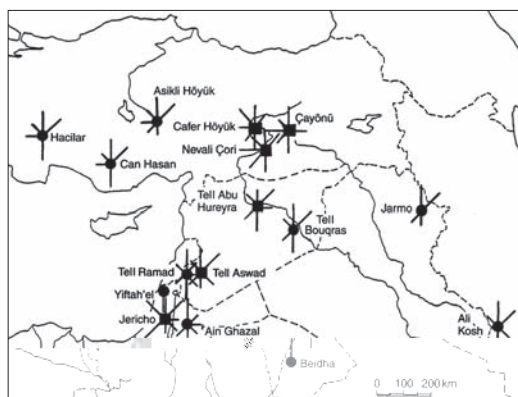 Asikli Höyük
Hacilar
Can Hasan
Cafer Höyük
Çayönü
Nevali Çori
Tell Abu
Hureyra
Tell
Bouqras
Jarmo
Tell Ramad
Tell Aswad
Yiftah'el
Jericho
Ain Ghazal
Ali
Kosh
Beidha
0 100 200 km